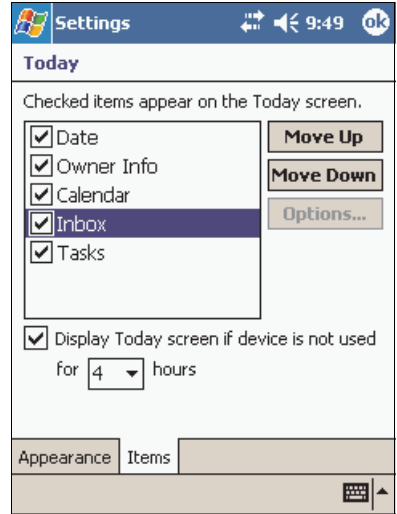 Settings 9:49 ok
Today
Checked items appear on the Today screen.
Date
Owner Info
Calendar
Inbox
Tasks
Move Up
Move Down
Options...
Display Today screen if device is not used
for 4 hours
Appearance Items